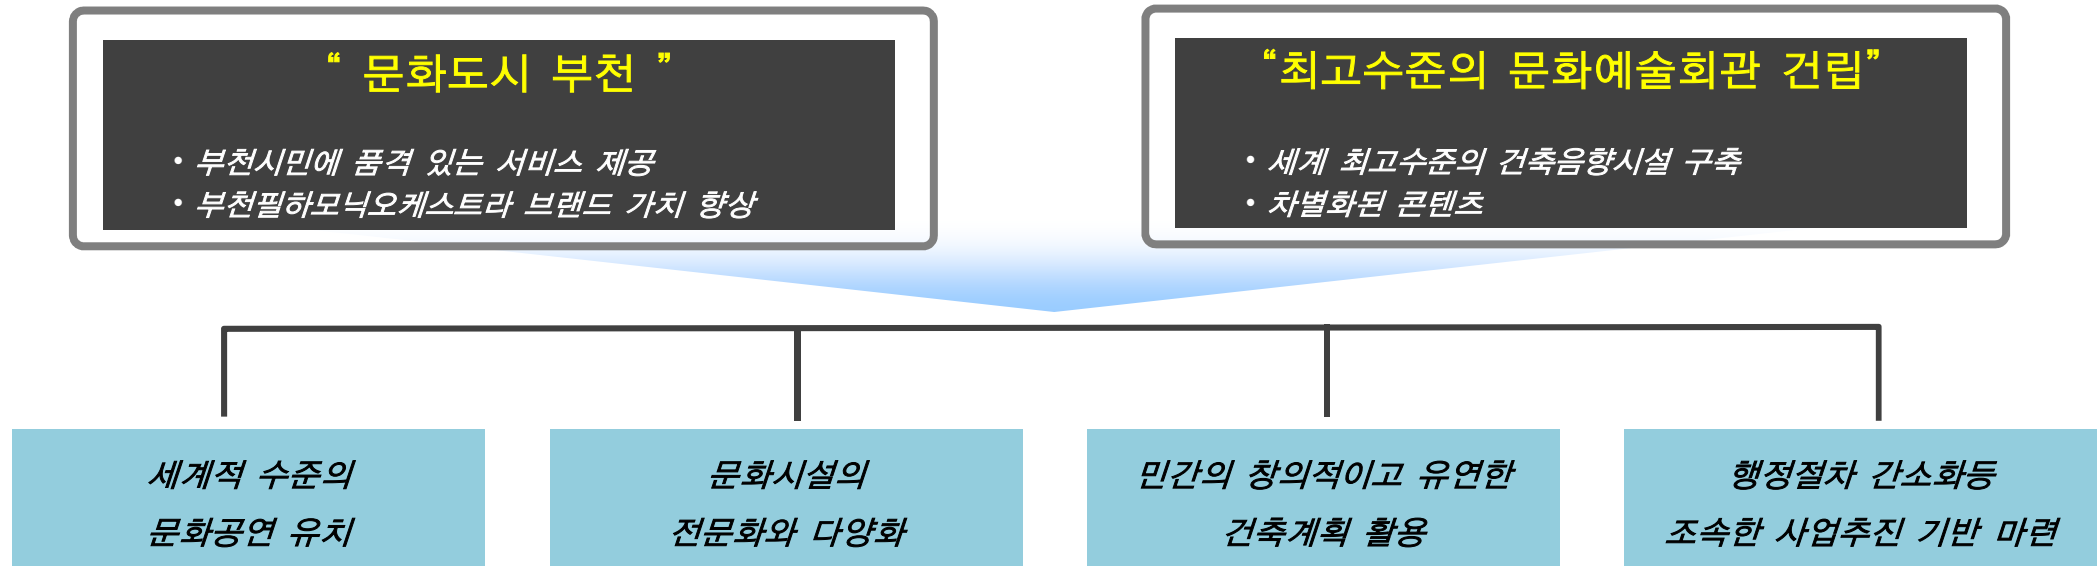 “ 문화도시 부천 ”
• 부천시민에 품격 있는 서비스 제공
• 부천필하모닉오케스트라 브랜드 가치 향상
“최고수준의 문화예술회관 건립”
• 세계 최고수준의 건축음향시설 구축
• 차별화된 콘텐츠
세계적 수준의
문화공연 유치
문화시설의
전문화와 다양화
민간의 창의적이고 유연한
건축계획 활용
행정절차 간소화등
조속한 사업추진 기반 마련